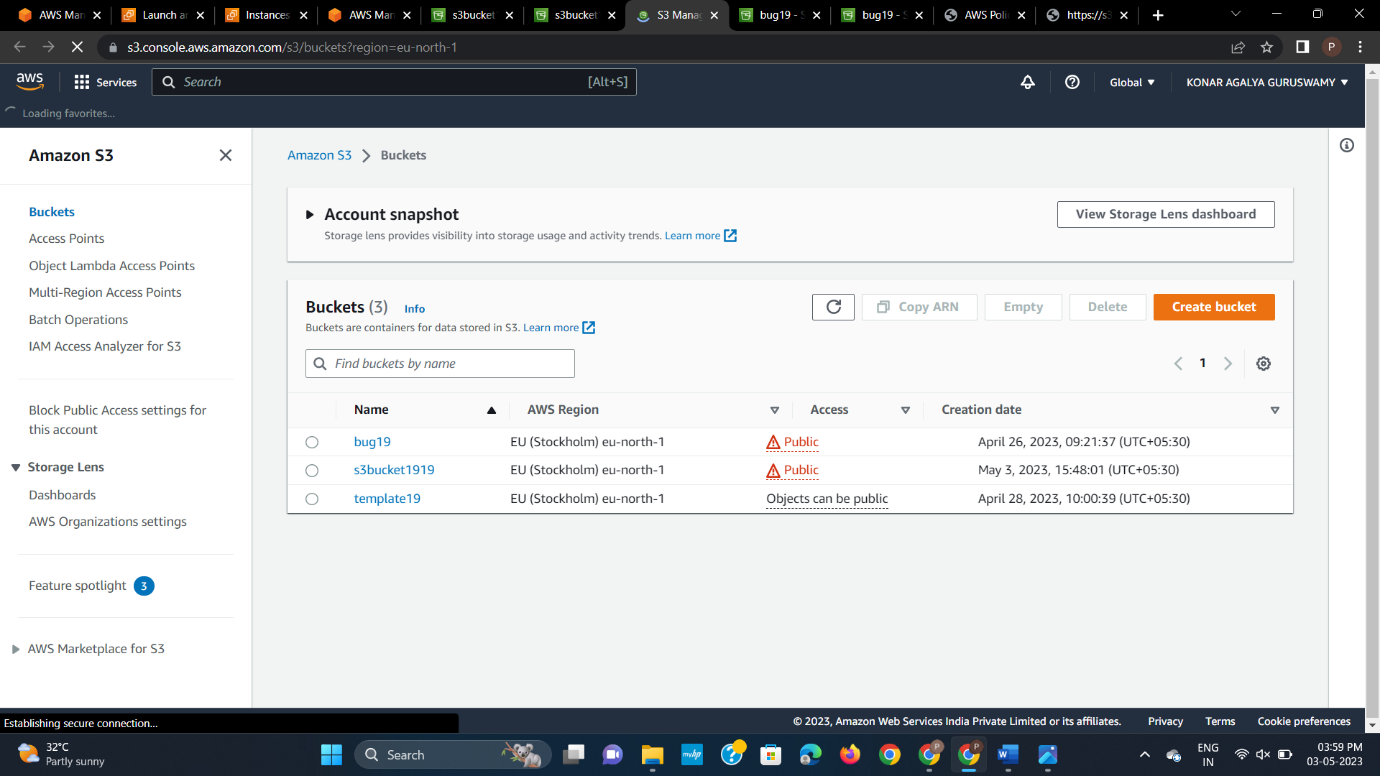 AWS Man
Launch an
Instances
AWS Man
s3bucket
s3bucket
S3 Manag
bug19 - S
bug19 - S
AWS Poli
https://s3
s3.console.aws.amazon.com/s3/buckets?region=eu-north-1
P
aws
Services
Search
[Alt+S]
Global
KONAR AGALYA GURUSWAMY
Loading favorites...
Amazon S3
Buckets
Access Points
Object Lambda Access Points
Multi-Region Access Points
Batch Operations
IAM Access Analyzer for S3
Block Public Access settings for
this account
Storage Lens
Dashboards
AWS Organizations settings
Feature spotlight 3
AWS Marketplace for S3
Amazon S3 > Buckets
Account snapshot
View Storage Lens dashboard
Storage lens provides visibility into storage usage and activity trends. Learn more
Buckets (3) Info
Copy ARN
Empty
Delete
Create bucket
Buckets are containers for data stored in S3. Learn more
Find buckets by name
1
Name AWS Region Access Creation date
bug19 EU (Stockholm) eu-north-1 Public April 26, 2023, 09:21:37 (UTC+05:30)
s3bucket1919 EU (Stockholm) eu-north-1 Public May 3, 2023, 15:48:01 (UTC+05:30)
template19 EU (Stockholm) eu-north-1 Objects can be public April 28, 2023, 10:00:39 (UTC+05:30)
Establishing secure connection...
© 2023, Amazon Web Services India Private Limited or its affiliates. Privacy Terms Cookie preferences
32°C
Partly sunny
Search
ENG
IN
03:59 PM
03-05-2023